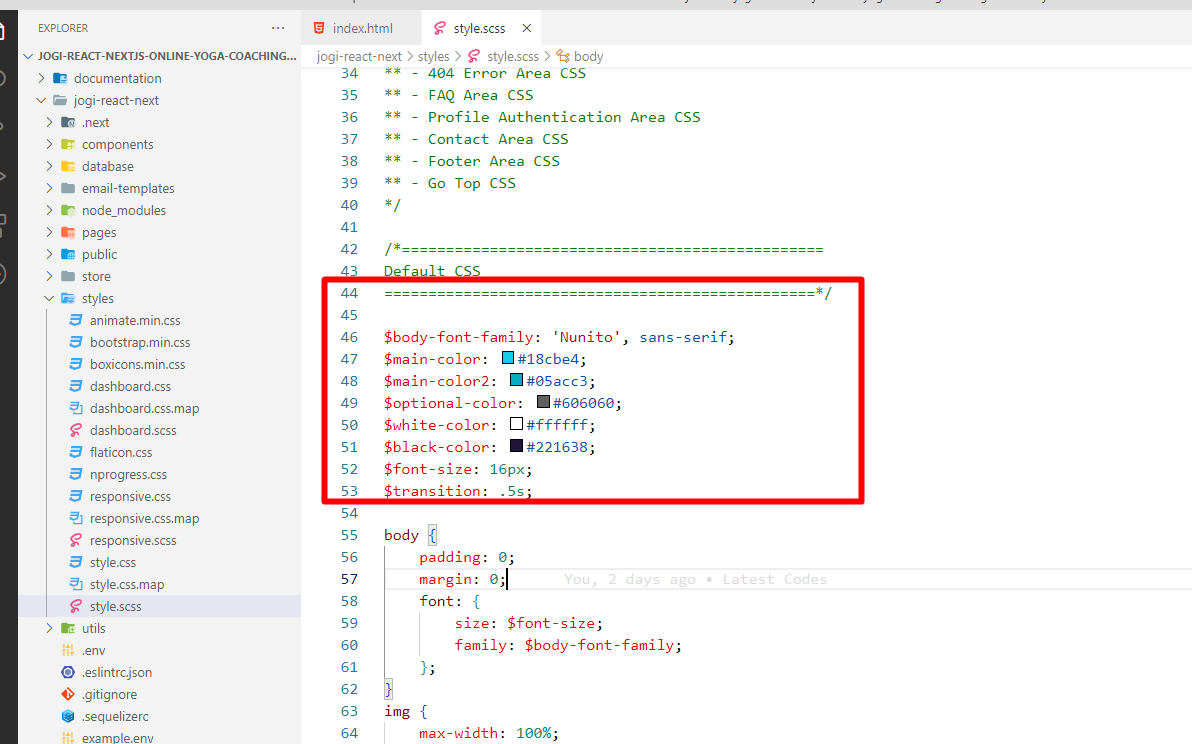 EXPLORER
JOGI-REACT-NEXTJS-ONLINE-YOGA-COACHING...
documentation
jogi-react-next
.next
components
database
email-templates
node_modules
pages
public
store
styles
animate.min.css
bootstrap.min.css
boxicons.min.css
dashboard.css
dashboard.css.map
dashboard.scss
flaticon.css
nprogress.css
responsive.css
responsive.css.map
responsive.scss
style.css
style.css.map
style.scss
utils
.env
.eslintrc.json
.gitignore
.sequelizerc
example.env
index.html
style.scss
jogi-react-next > styles > style.scss > body
34 ** - 404 Error Area CSS
35 ** - FAQ Area CSS
36 ** - Profile Authentication Area CSS
37 ** - Contact Area CSS
38 ** - Footer Area CSS
39 ** - Go Top CSS
40 */
41
42 /*================================================
43 Default CSS
44 =================================================*/
45
46 $body-font-family: 'Nunito', sans-serif;
47 $main-color: #18cbe4;
48 $main-color2: #05acc3;
49 $optional-color: #606060;
50 $white-color: #ffffff;
51 $black-color: #221638;
52 $font-size: 16px;
53 $transition: .5s;
54
55 body {
56 padding: 0;
57 margin: 0; You, 2 days ago • Latest Codes
58 font: {
59 size: $font-size;
60 family: $body-font-family;
61 };
62 }
63 img {
64 max-width: 100%;